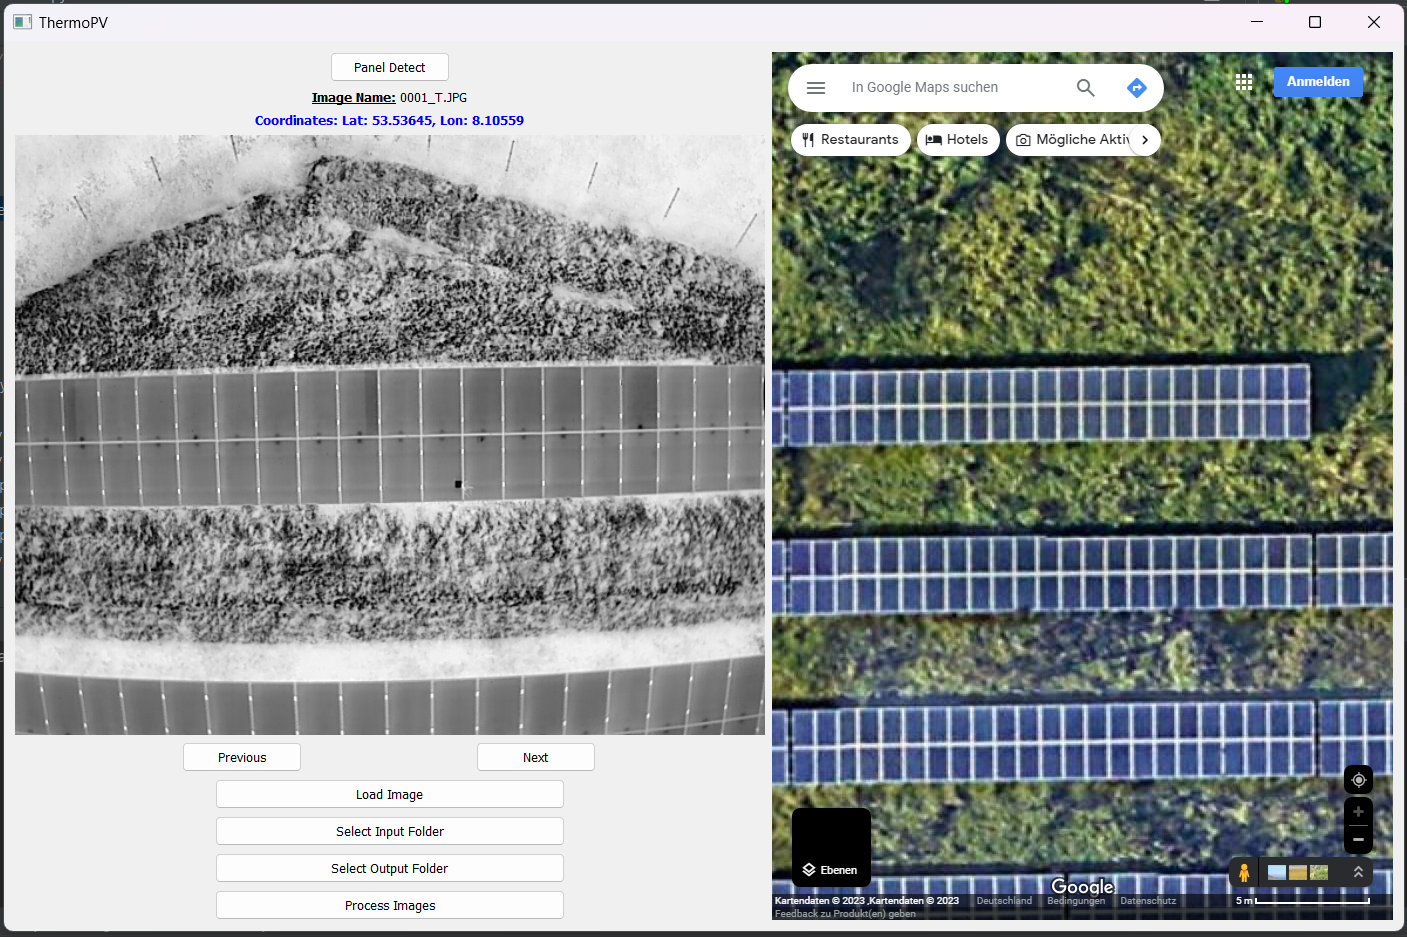 ThermoPV
Panel Detect
Image Name: 0001_T.JPG
Coordinates: Lat: 53.53645, Lon: 8.10559
Previous
Next
Load Image
Select Input Folder
Select Output Folder
Process Images
In Google Maps suchen
Anmelden
Restaurants
Hotels
Mögliche Aktiv
Ebenen
Google
Kartendaten © 2023 ,Kartendaten © 2023 Deutschland Bedingungen Datenschutz 5 m
Feedback zu Produkt(en) geben